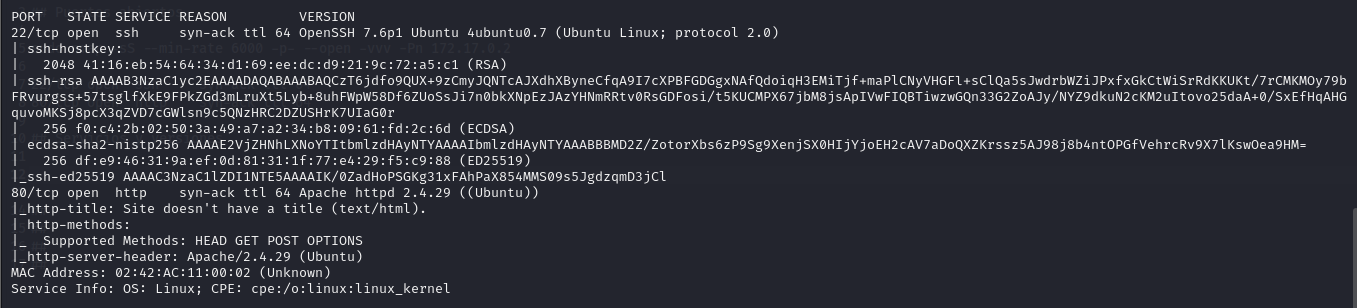 PORT   STATE SERVICE REASON         VERSION
22/tcp open  ssh     syn-ack ttl 64 OpenSSH 7.6p1 Ubuntu 4ubuntu0.7 (Ubuntu Linux; protocol 2.0)
| ssh-hostkey:
|   2048 41:16:eb:54:64:34:d1:69:ee:dc:d9:21:9c:72:a5:c1 (RSA)
| ssh-rsa AAAAB3NzaC1yc2EAAAADAQABAAABAQCzT6jdfo9QUX+9zCmyJQNTcAJXdhXByneCfqA9I7cXPBFGDGgxNAfQdoiqH3EMiTjf+maPlCNyVHGFl+sClQa5sJwdrbWZiJPxfxGkCtWiSrRdKKUKt/7rCMKMOy79b
FRvurgss+57tsglfXkE9FPkZGd3mLruXt5Lyb+8uhFWpW58Df6ZUoSsJi7n0bkXNpEzJAzYHNmRRtv0RsGDFosi/t5KUCMPX67jbM8jsApIVwFIQBTiwzwGQn33G2ZoAJy/NYZ9dkuN2cKM2uItovo25daA+0/SxEfHqAHG
quvoMKSj8pcX3qZVD7cGWlsn9c5QNzHRC2DZUSHrK7UIaG0r
|   256 f0:c4:2b:02:50:3a:49:a7:a2:34:b8:09:61:fd:2c:6d (ECDSA)
| ecdsa-sha2-nistp256 AAAAE2VjZHNhLXNoYTItbmlzdHAyNTYAAAAIbmlzdHAyNTYAAABBBMD2Z/ZotorXbs6zP9Sg9XenjSX0HIjYjoEH2cAV7aDoQXZKrssz5AJ98j8b4ntOPGfVehrcRv9X7lKswOea9HM=
|   256 df:e9:46:31:9a:ef:0d:81:31:1f:77:e4:29:f5:c9:88 (ED25519)
|_ssh-ed25519 AAAAC3NzaC1lZDI1NTE5AAAAIK/0ZadHoPSGKg31xFAhPaX854MMS09s5JgdzqmD3jCl
80/tcp open  http    syn-ack ttl 64 Apache httpd 2.4.29 ((Ubuntu))
|_http-title: Site doesn't have a title (text/html).
| http-methods:
|_  Supported Methods: HEAD GET POST OPTIONS
|_http-server-header: Apache/2.4.29 (Ubuntu)
MAC Address: 02:42:AC:11:00:02 (Unknown)
Service Info: OS: Linux; CPE: cpe:/o:linux:linux_kernel